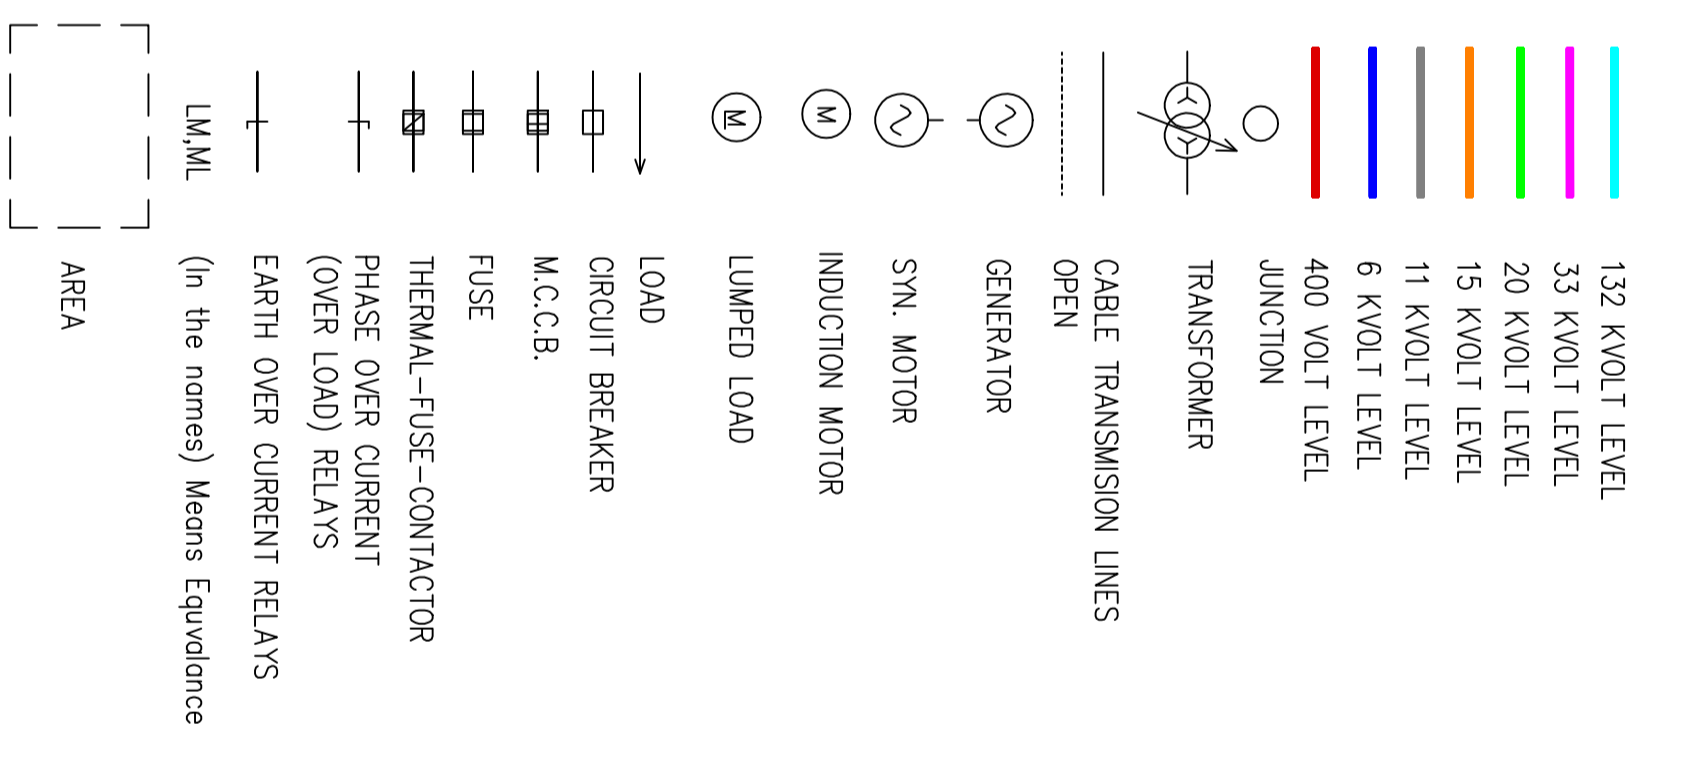 132 KVOLT LEVEL
33 KVOLT LEVEL
20 KVOLT LEVEL
15 KVOLT LEVEL
11 KVOLT LEVEL
6 KVOLT LEVEL
400 VOLT LEVEL
JUNCTION
TRANSFORMER
CABLE TRANSMISION LINES
OPEN
GENERATOR
SYN. MOTOR
M INDUCTION MOTOR
M LUMPED LOAD
LOAD
CIRCUIT BREAKER
M.C.C.B.
FUSE
THERMAL-FUSE-CONTACTOR
PHASE OVER CURRENT
(OVER LOAD) RELAYS
EARTH OVER CURRENT RELAYS
LM,ML (In the names) Means Equvalance
AREA